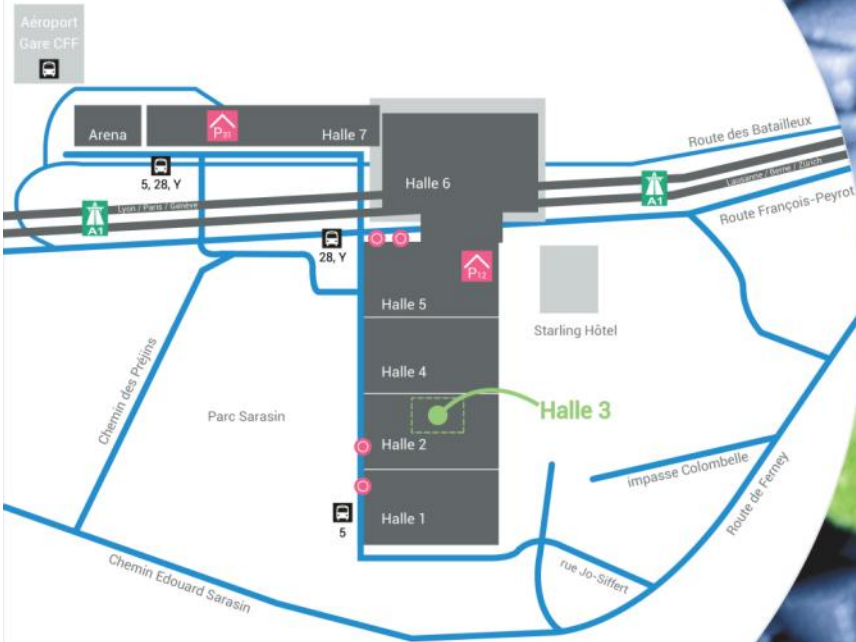 Aéroport
Gare CFF
Arena
P31
Halle 7
Route des Batailleux
5, 28, Y
Halle 6
A1
Lausanne / Berne / Zürich
Lyon / Paris / Genève
A1
Route François-Peyrot
28, Y
P12
Halle 5
Starling Hôtel
Chemin des Préjins
Halle 4
Parc Sarasin
Halle 3
Halle 2
impasse Colombelle
Route de Ferney
Halle 1
5
Chemin Edouard Sarasin
rue Jo-Siffert